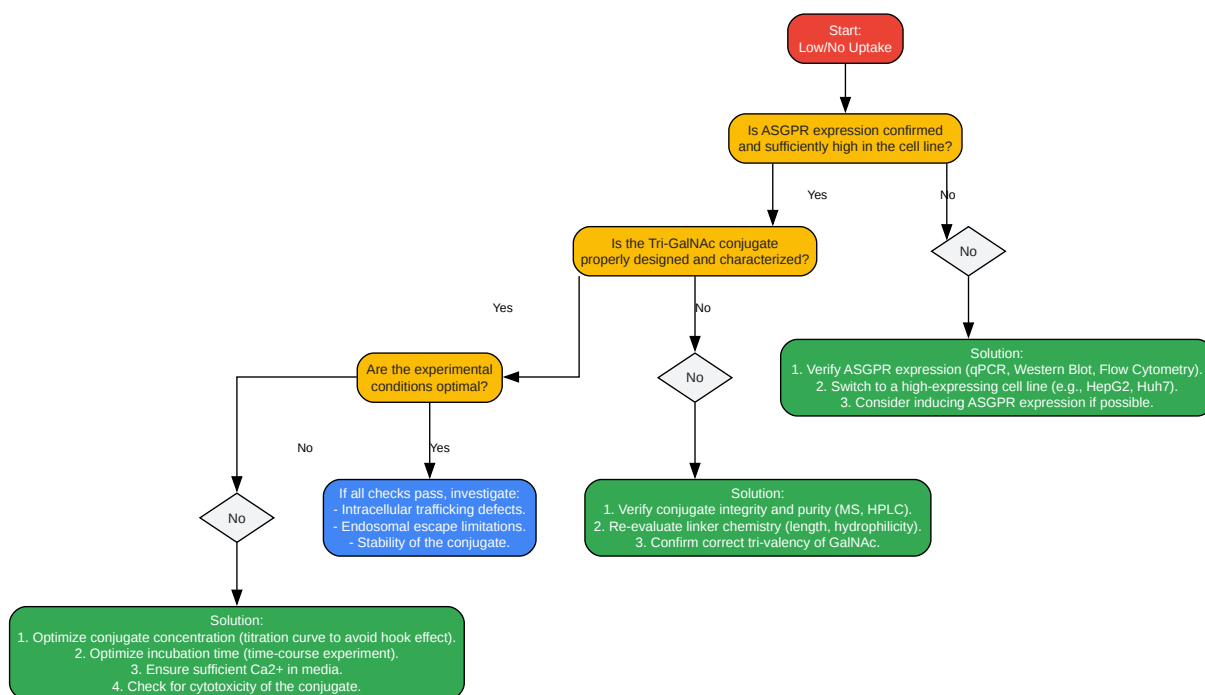 Start:
Low/No Uptake
Is ASGPR expression confirmed
and sufficiently high in the cell line?
Yes
No
Is the Tri-GalNAc conjugate
properly designed and characterized?
No
Yes
No
Solution:
1. Verify ASGPR expression (qPCR, Western Blot, Flow Cytometry).
2. Switch to a high-expressing cell line (e.g., HepG2, Huh7).
3. Consider inducing ASGPR expression if possible.
Are the experimental
conditions optimal?
No
No
Yes
Solution:
1. Verify conjugate integrity and purity (MS, HPLC).
2. Re-evaluate linker chemistry (length, hydrophilicity).
3. Confirm correct tri-valency of GalNAc.
If all checks pass, investigate:
- Intracellular trafficking defects.
- Endosomal escape limitations.
- Stability of the conjugate.
No
Solution:
1. Optimize conjugate concentration (titration curve to avoid hook effect).
2. Optimize incubation time (time-course experiment).
3. Ensure sufficient Ca2+ in media.
4. Check for cytotoxicity of the conjugate.